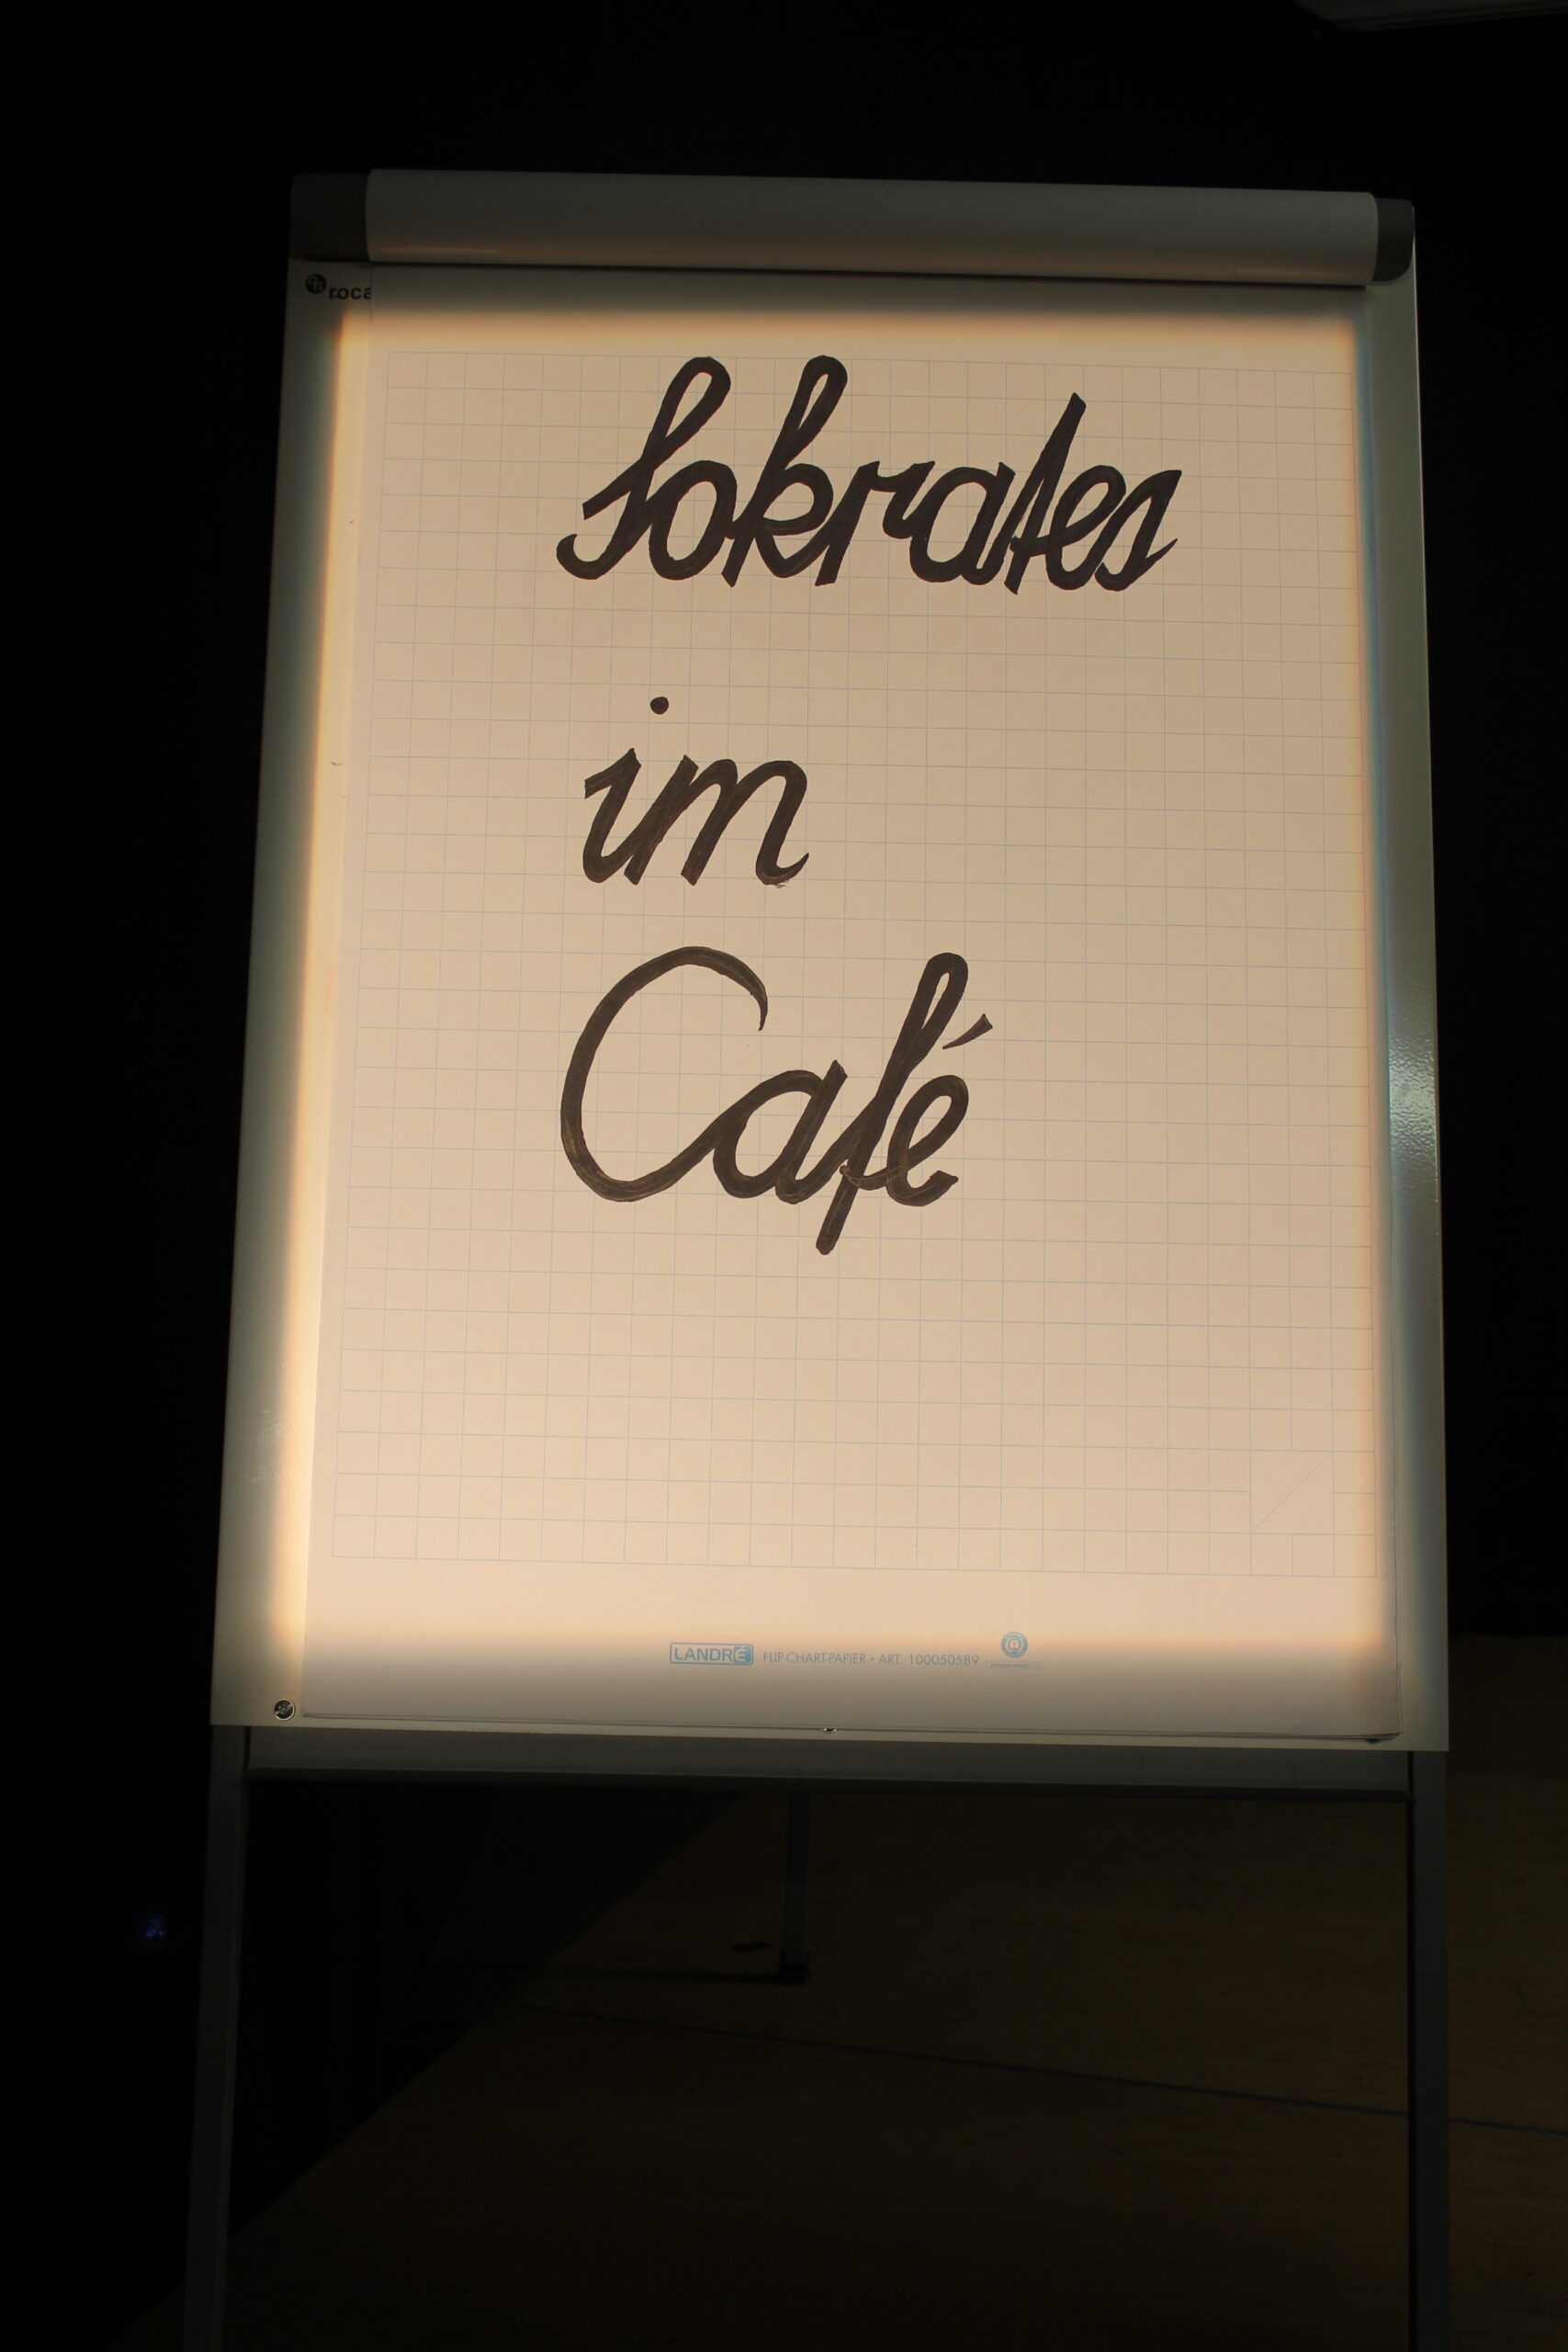 roca
Sokrates
im
Café
LANDRÉ FLIP-CHART-PAPIER • ART. 100050589